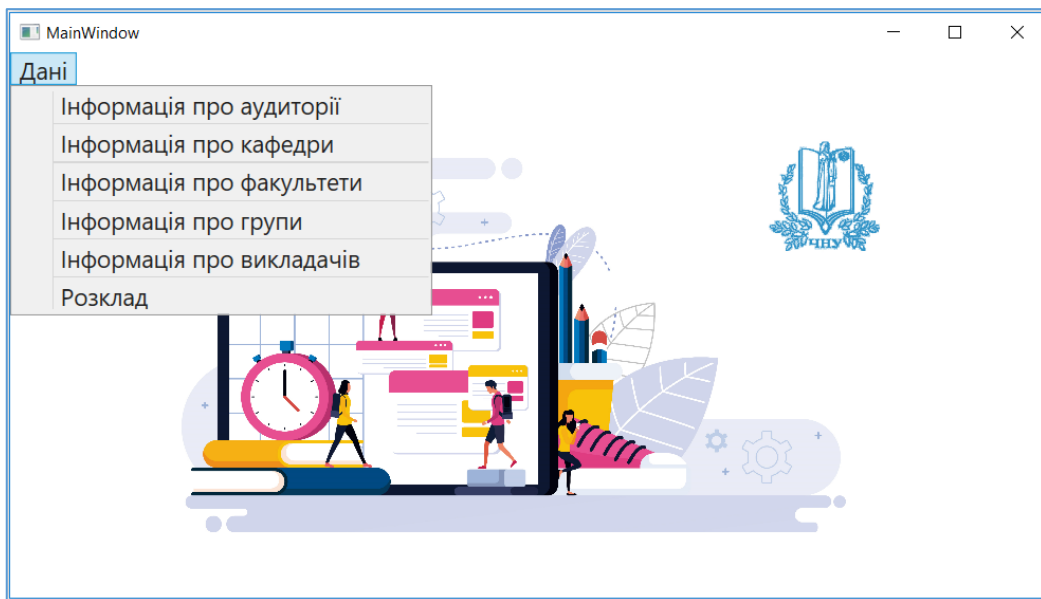 MainWindow
Дані
Інформація про аудиторії
Інформація про кафедри
Інформація про факультети
Інформація про групи
Інформація про викладачів
Розклад
ЧНУ